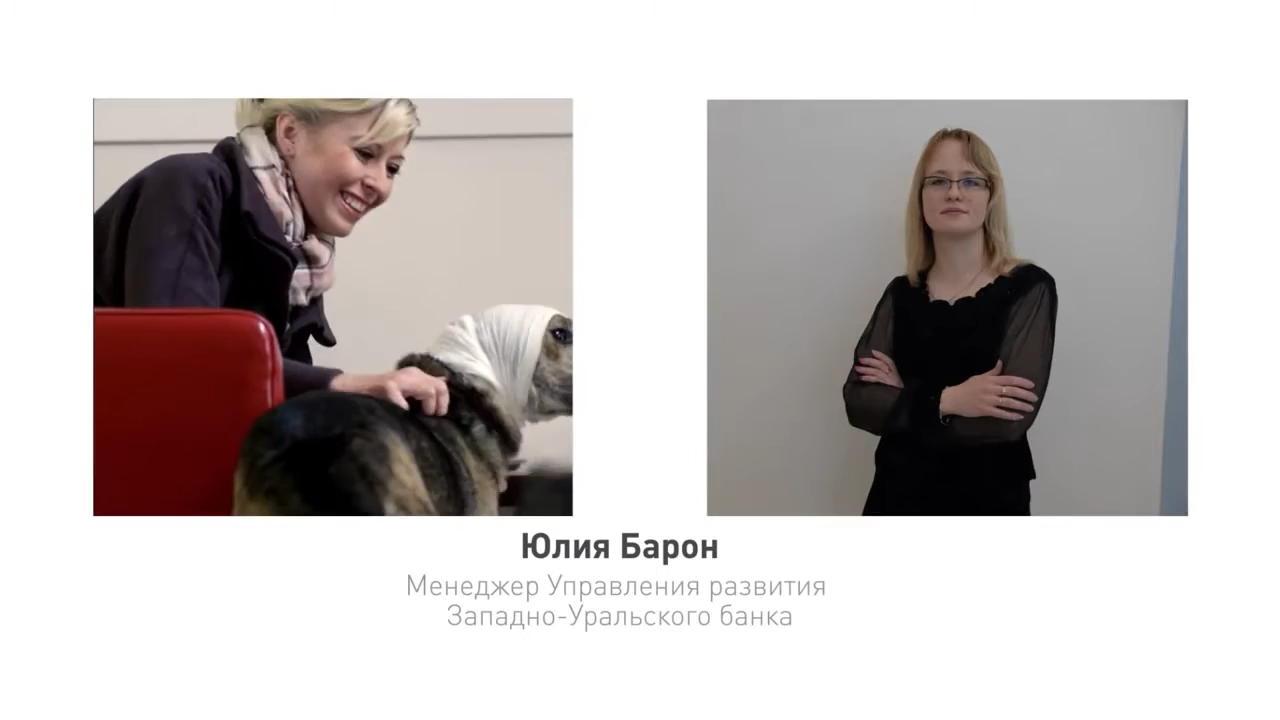 Юлия Барон
Менеджер Управления развития
Западно-Уральского банка